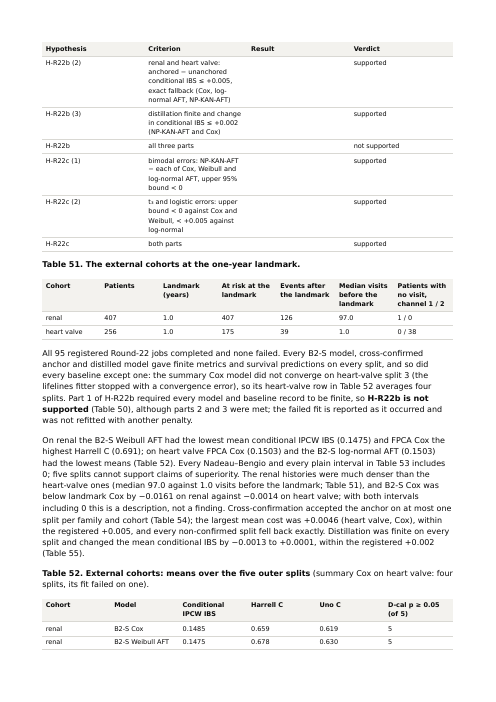 Hypothesis Criterion Result Verdict
H-R22b (2) renal and heart valve: supported
anchored − unanchored
conditional IBS ≤ +0.005,
exact fallback (Cox, log-
normal AFT, NP-KAN-AFT)
H-R22b (3) distillation finite and change supported
in conditional IBS ≤ +0.002
(NP-KAN-AFT and Cox)
H-R22b all three parts not supported
H-R22c (1) bimodal errors: NP-KAN-AFT supported
− each of Cox, Weibull and
log-normal AFT, upper 95%
bound < 0
H-R22c (2) t₃ and logistic errors: upper supported
bound < 0 against Cox and
Weibull, < +0.005 against
log-normal
H-R22c both parts supported
Table 51. The external cohorts at the one-year landmark.
Cohort Patients Landmark At risk at the Events after Median visits Patients with
(years) landmark the landmark before the no visit,
landmark channel 1 / 2
renal 407 1.0 407 126 97.0 1 / 0
heart valve 256 1.0 175 39 1.0 0 / 38
All 95 registered Round-22 jobs completed and none failed. Every B2-S model, cross-confirmed
anchor and distilled model gave finite metrics and survival predictions on every split, and so did
every baseline except one: the summary Cox model did not converge on heart-valve split 3 (the
lifelines fitter stopped with a convergence error), so its heart-valve row in Table 52 averages four
splits. Part 1 of H-R22b required every model and baseline record to be finite, so H-R22b is not
supported (Table 50), although parts 2 and 3 were met; the failed fit is reported as it occurred and
was not refitted with another penalty.
On renal the B2-S Weibull AFT had the lowest mean conditional IPCW IBS (0.1475) and FPCA Cox the
highest Harrell C (0.691); on heart valve FPCA Cox (0.1503) and the B2-S log-normal AFT (0.1503)
had the lowest means (Table 52). Every Nadeau–Bengio and every plain interval in Table 53 includes
0; five splits cannot support claims of superiority. The renal histories were much denser than the
heart-valve ones (median 97.0 against 1.0 visits before the landmark; Table 51), and B2-S Cox was
below landmark Cox by −0.0161 on renal against −0.0014 on heart valve; with both intervals
including 0 this is a description, not a finding. Cross-confirmation accepted the anchor on at most one
split per family and cohort (Table 54); the largest mean cost was +0.0046 (heart valve, Cox), within
the registered +0.005, and every non-confirmed split fell back exactly. Distillation was finite on every
split and changed the mean conditional IBS by −0.0013 to +0.0001, within the registered +0.002
(Table 55).
Table 52. External cohorts: means over the five outer splits (summary Cox on heart valve: four
splits, its fit failed on one).
Cohort Model Conditional Harrell C Uno C D-cal p ≥ 0.05
IPCW IBS (of 5)
renal B2-S Cox 0.1485 0.659 0.619 5
renal B2-S Weibull AFT 0.1475 0.678 0.630 5